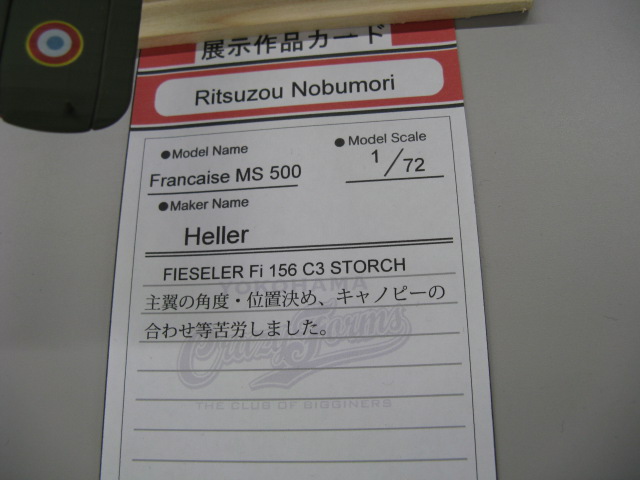 展示作品カード
Ritsuzou Nobumori
●Model Name
Francaise MS 500
●Model Scale
1/72
●Maker Name
Heller
FIESELER Fi 156 C3 STORCH
YOKOHAMA
主翼の角度・位置決め、キャノピーの
合わせ等苦労しました。
Crazy Forms
THE CLUB OF BIGGINERS